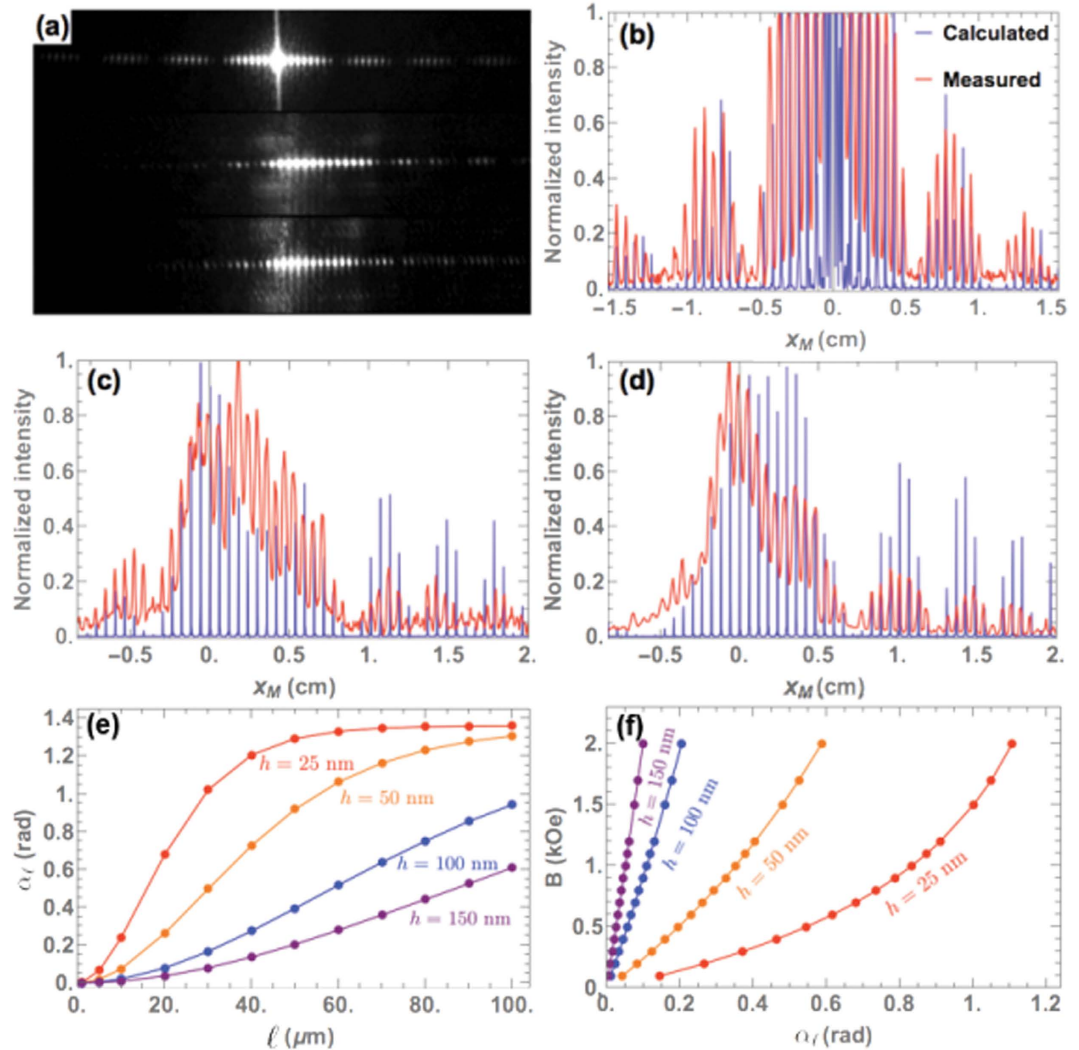 (a)
(b)
Calculated
Measured
Normalized intensity
1.
0.8
0.6
0.4
0.2
0.
−1.5
−1.0
−0.5
0.
0.5
1.0
1.5
x_M (cm)
(c)
Normalized intensity
1.
0.8
0.6
0.4
0.2
0.
−0.5
0.
0.5
1.
1.5
2.
x_M (cm)
(d)
Normalized intensity
1.
0.8
0.6
0.4
0.2
0.
−0.5
0.
0.5
1.
1.5
2.
x_M (cm)
(e)
α_ℓ (rad)
1.4
1.2
1.0
0.8
0.6
0.4
0.2
0.
h = 25 nm
h = 50 nm
h = 100 nm
h = 150 nm
0.
20
40
60
80
100
ℓ (μm)
(f)
B (kOe)
2.
1.5
1.
0.5
0.
h = 150 nm
h = 100 nm
h = 50 nm
h = 25 nm
0.
0.2
0.4
0.6
0.8
1.0
1.2
α_ℓ (rad)